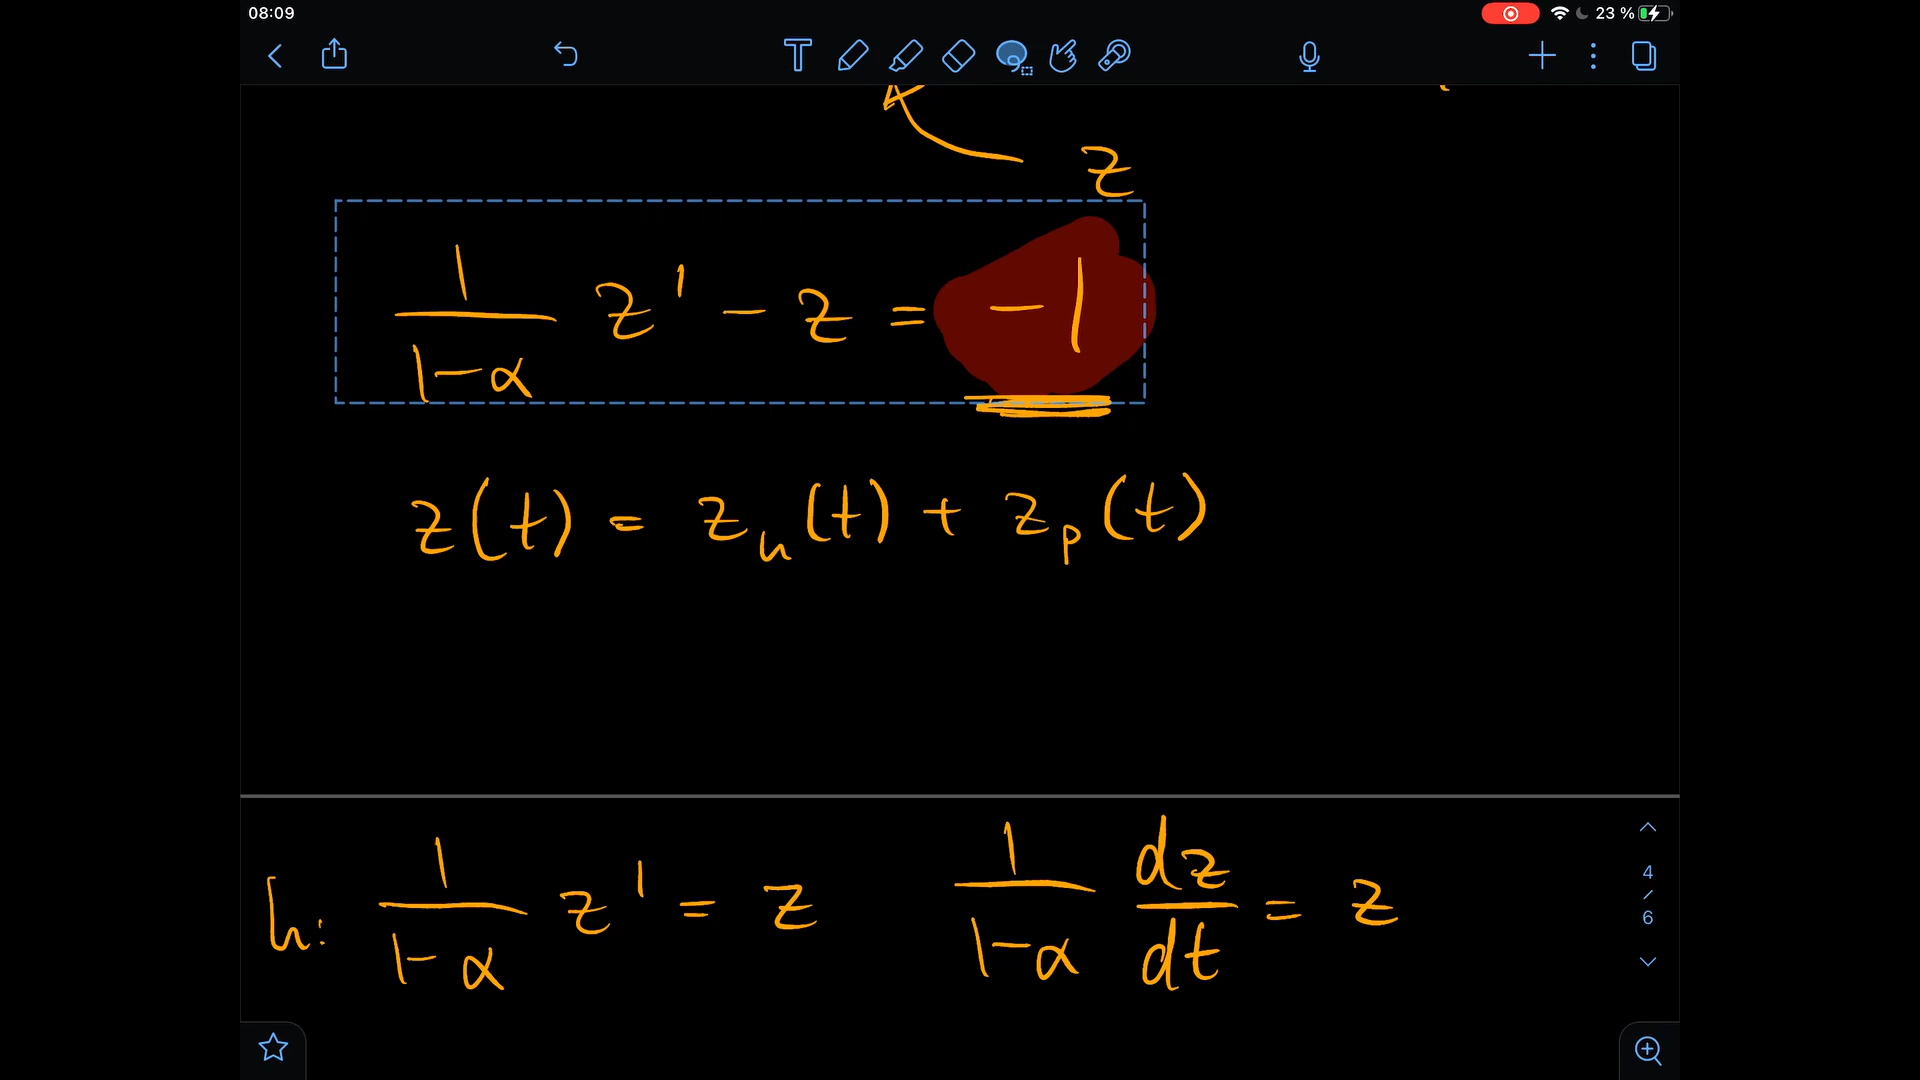 08:09
23 %
z
1/(1-α) z' - z = -1
z(t) = z_h(t) + z_p(t)
h: 1/(1-α) z' = z    1/(1-α) dz/dt = z
4
/
6